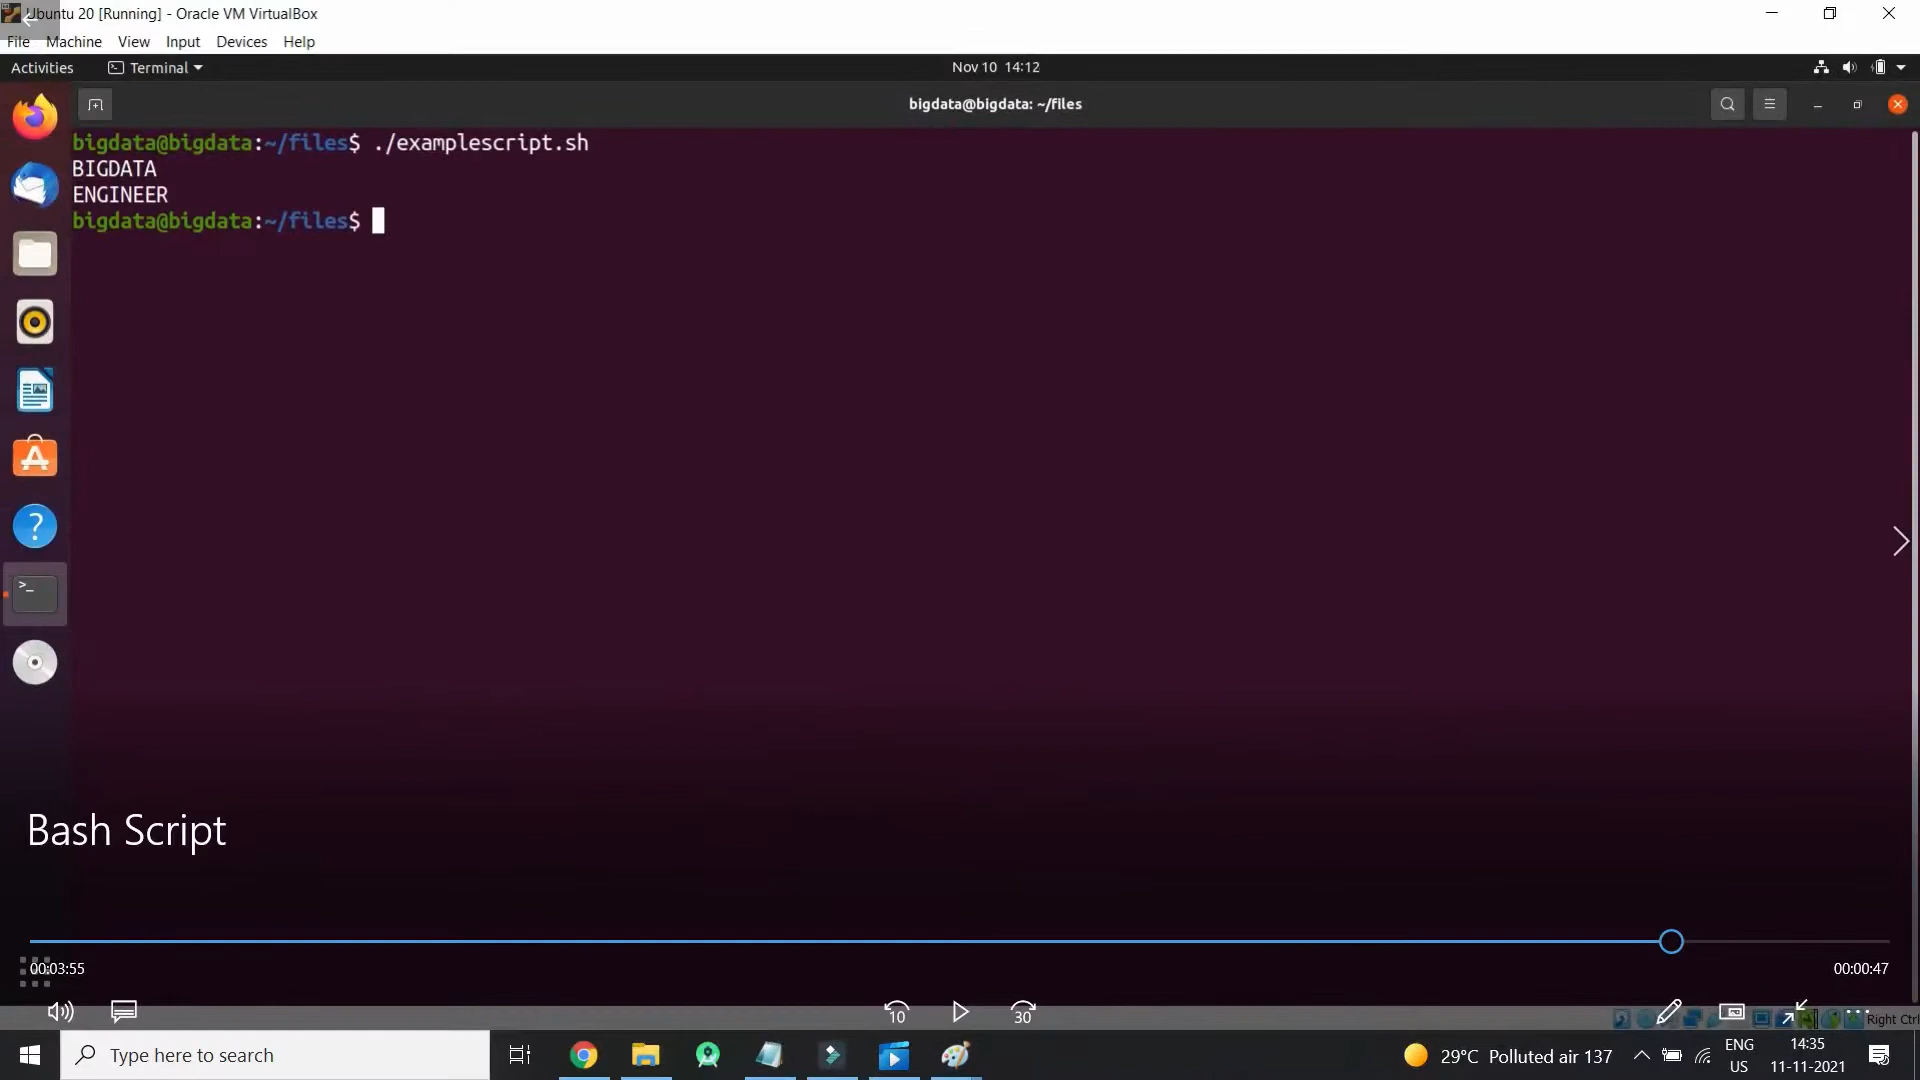 Ubuntu 20 [Running] - Oracle VM VirtualBox
File Machine View Input Devices Help
Activities Terminal Nov 10 14:12
bigdata@bigdata: ~/files
bigdata@bigdata:~/files$ ./examplescript.sh
BIGDATA
ENGINEER
bigdata@bigdata:~/files$
Bash Script
00:03:55 00:00:47
10 30
Right Ctrl
Type here to search
29°C Polluted air 137
ENG
US
14:35
11-11-2021